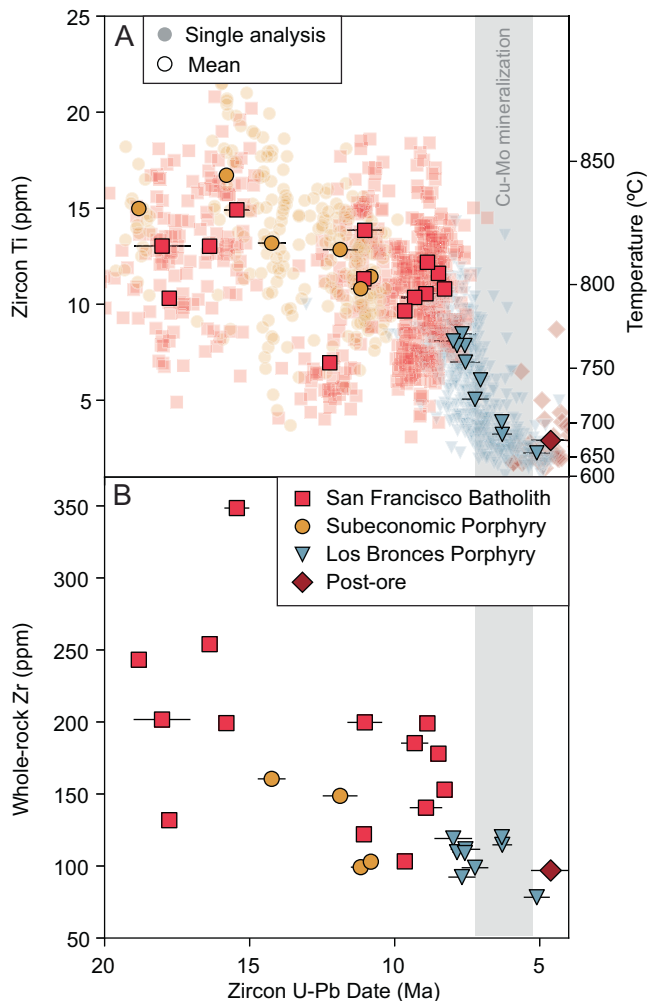 A
Single analysis
Mean
Cu-Mo mineralization
Zircon Ti (ppm)
25
20
15
10
5
Temperature (ºC)
850
800
750
700
650
600
B
San Francisco Batholith
Subeconomic Porphyry
Los Bronces Porphyry
Post-ore
Whole-rock Zr (ppm)
350
300
250
200
150
100
50
20
15
10
5
Zircon U-Pb Date (Ma)